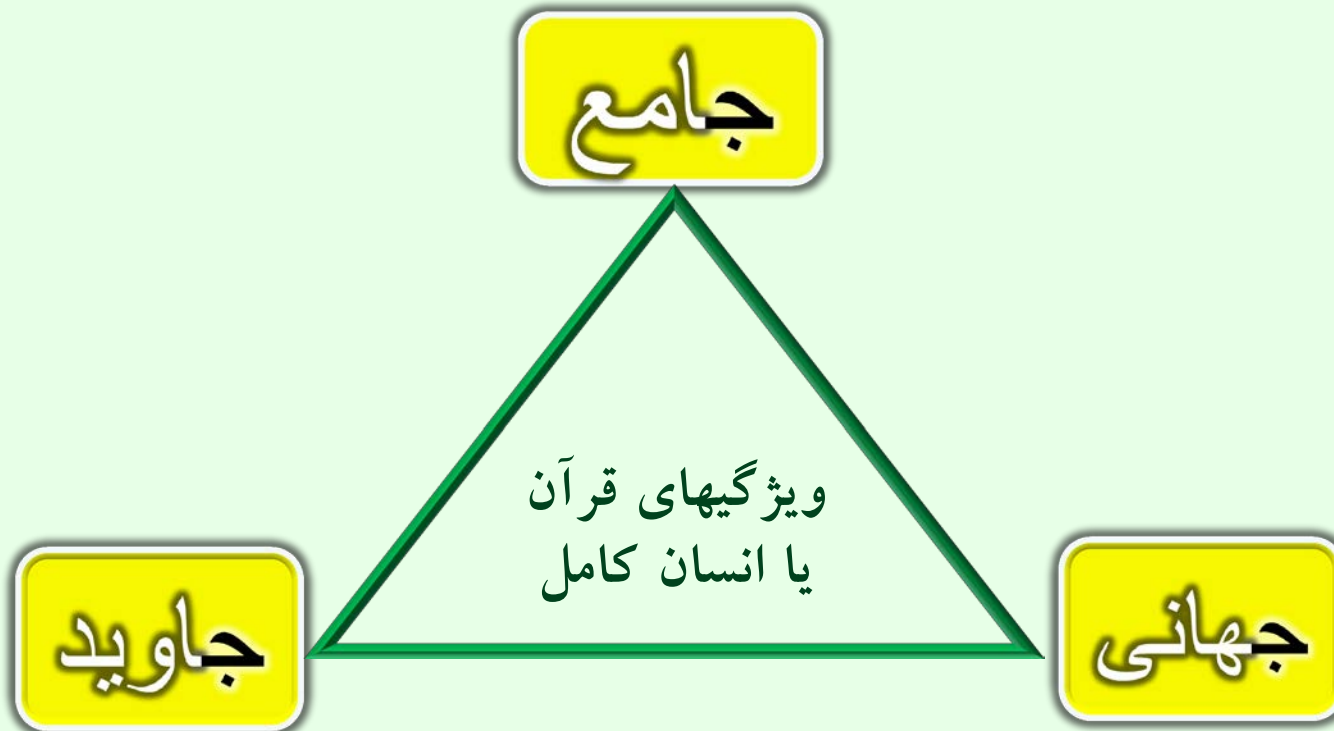 جامع
ویژگیهای قرآن
یا انسان کامل
جهانی
جاوید